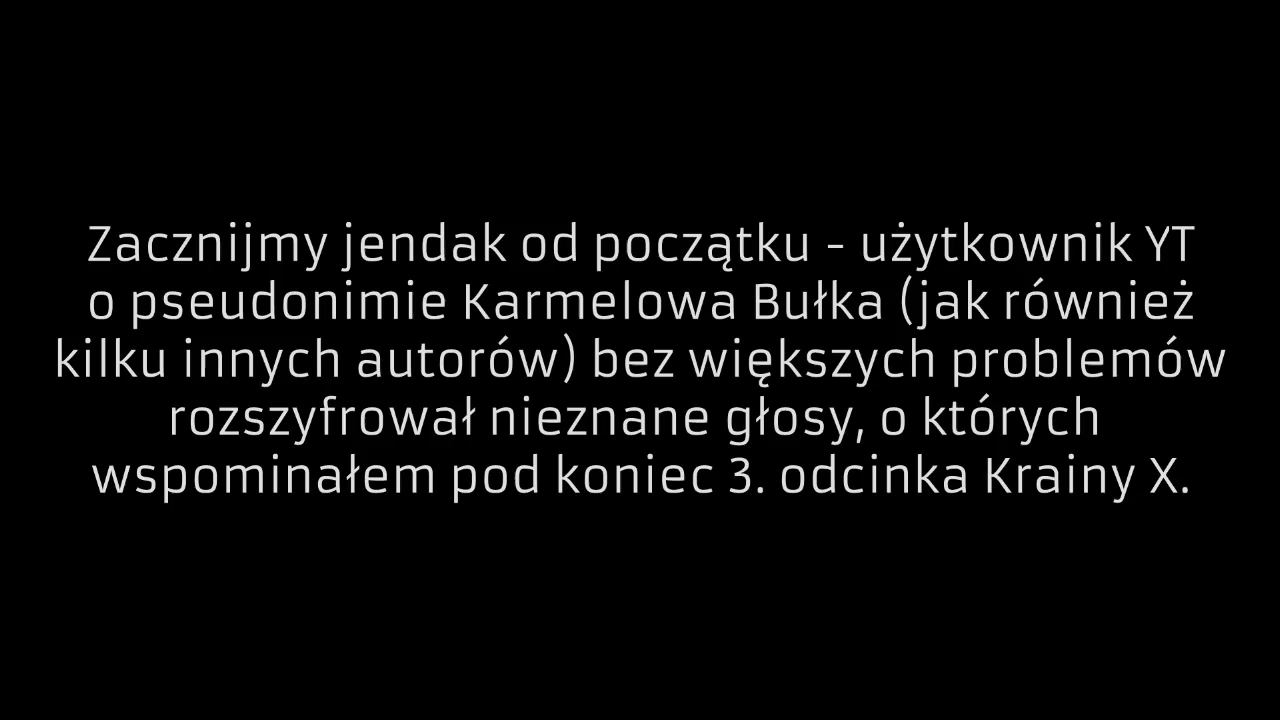 Zacznijmy jendak od początku - użytkownik YT
o pseudonimie Karmelowa Bułka (jak również
kilku innych autorów) bez większych problemów
rozszyfrował nieznane głosy, o których
wspominałem pod koniec 3. odcinka Krainy X.